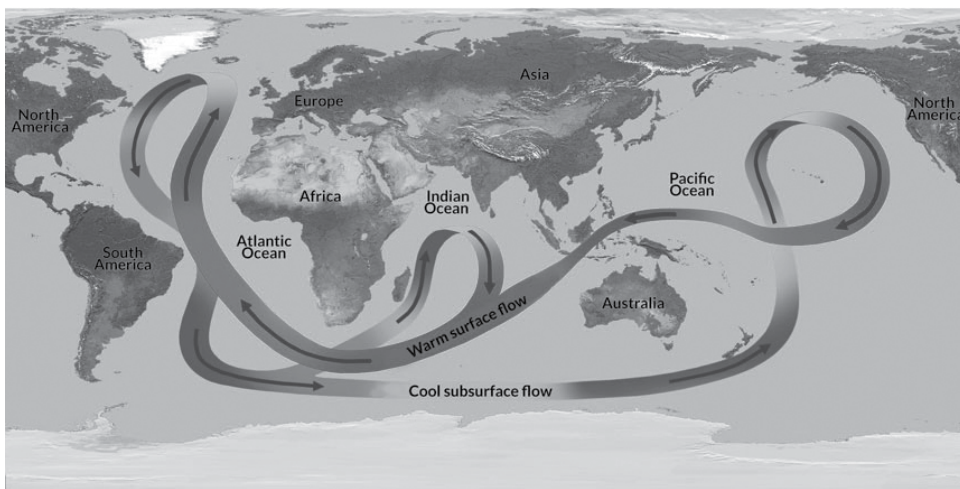 Asia
Europe
North
America
North
America
Pacific
Ocean
Africa
Indian
Ocean
Atlantic
Ocean
South
America
Australia
Warm surface flow
Cool subsurface flow